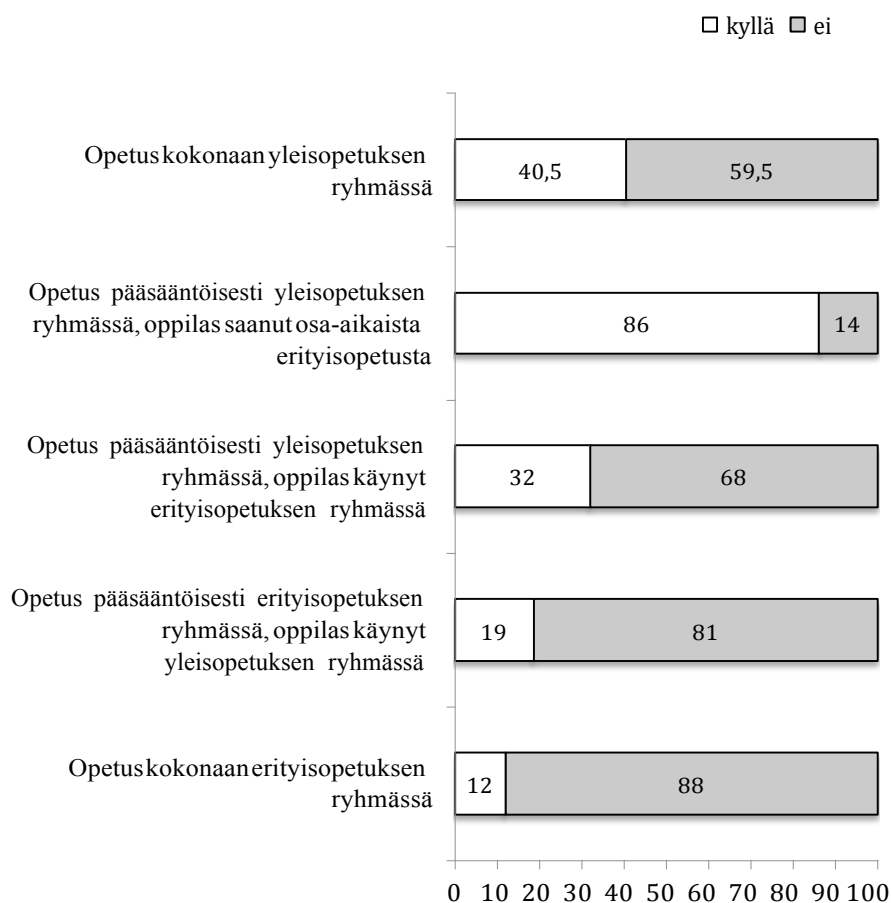 kyllä ei
Opetus kokonaan yleisopetuksen
ryhmässä
40,5 59,5
Opetus pääsääntöisesti yleisopetuksen
ryhmässä, oppilas saanut osa-aikaista
erityisopetusta
86 14
Opetus pääsääntöisesti yleisopetuksen
ryhmässä, oppilas käynyt
erityisopetuksen ryhmässä
32 68
Opetus pääsääntöisesti erityisopetuksen
ryhmässä, oppilas käynyt
yleisopetuksen ryhmässä
19 81
Opetus kokonaan erityisopetuksen
ryhmässä
12 88
0 10 20 30 40 50 60 70 80 90 100